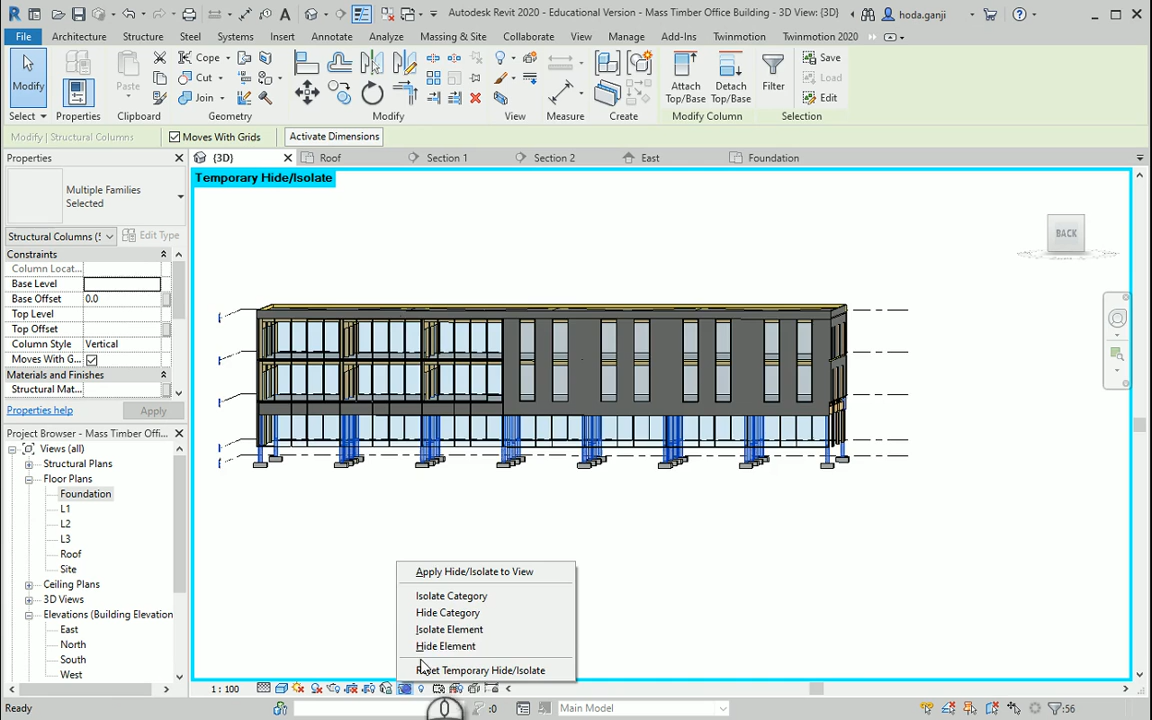 Autodesk Revit 2020 - Educational Version - Mass Timber Office Building - 3D View: {3D}
hoda.ganji
File Architecture Structure Steel Systems Insert Annotate Analyze Massing & Site Collaborate View Manage Add-Ins Twinmotion Twinmotion 2020
Modify
Properties
Paste
Cope
Cut
Join
Attach Top/Base
Detach Top/Base
Filter
Save
Load
Edit
Select Properties Clipboard Geometry Modify View Measure Create Modify Column Selection
Modify | Structural Columns Moves With Grids Activate Dimensions
Properties
{3D} Roof Section 1 Section 2 East Foundation
Temporary Hide/Isolate
Multiple Families
Selected
Structural Columns (5 Edit Type
Constraints
Column Locat...
Base Level
Base Offset 0.0
Top Level
Top Offset
Column Style Vertical
Moves With G...
Materials and Finishes
Structural Mat...
Properties help Apply
BACK
Project Browser - Mass Timber Offi...
Views (all)
Structural Plans
Floor Plans
Foundation
L1
L2
L3
Roof
Site
Ceiling Plans
3D Views
Elevations (Building Elevation
East
North
South
West
Apply Hide/Isolate to View
Isolate Category
Hide Category
Isolate Element
Hide Element
Reset Temporary Hide/Isolate
1 : 100
Ready :0 Main Model :56